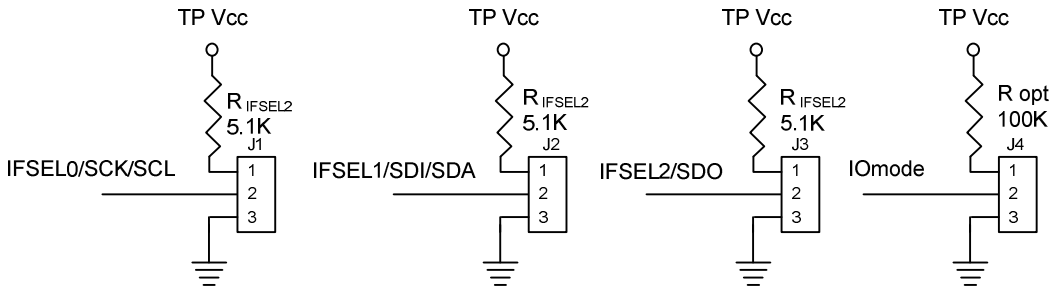 TP Vcc
R IFSEL2
5.1K
J1
IFSEL0/SCK/SCL
1
2
3
TP Vcc
R IFSEL2
5.1K
J2
IFSEL1/SDI/SDA
1
2
3
TP Vcc
R IFSEL2
5.1K
J3
IFSEL2/SDO
1
2
3
TP Vcc
R opt
100K
J4
IOmode
1
2
3